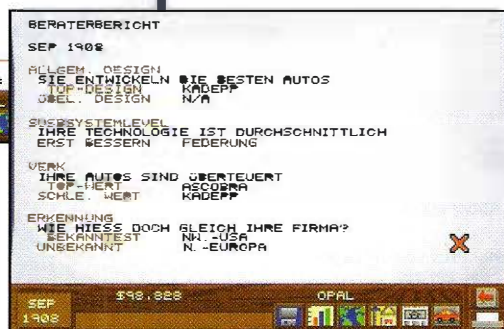 BERATERBERICHT
SEP 1908
ALLGEM. DESIGN
SIE ENTWICKELN DIE BESTEN AUTOS
TOP-DESIGN KADEPP
ÜBEL. DESIGN N/A
SUBSYSTEMLEVEL
IHRE TECHNOLOGIE IST DURCHSCHNITTLICH
ERST BESSERN FEDERUNG
VERK
IHRE AUTOS SIND ÜBERTEUERT
TOP-WERT ASCOBRA
SCHLE. WERT KADEPP
ERKENNUNG
WIE HIESS DOCH GLEICH IHRE FIRMA?
BEKANNTEST NW.-USA
UNBEKANNT N.-EUROPA
$98.828 OPAL
SEP
1908